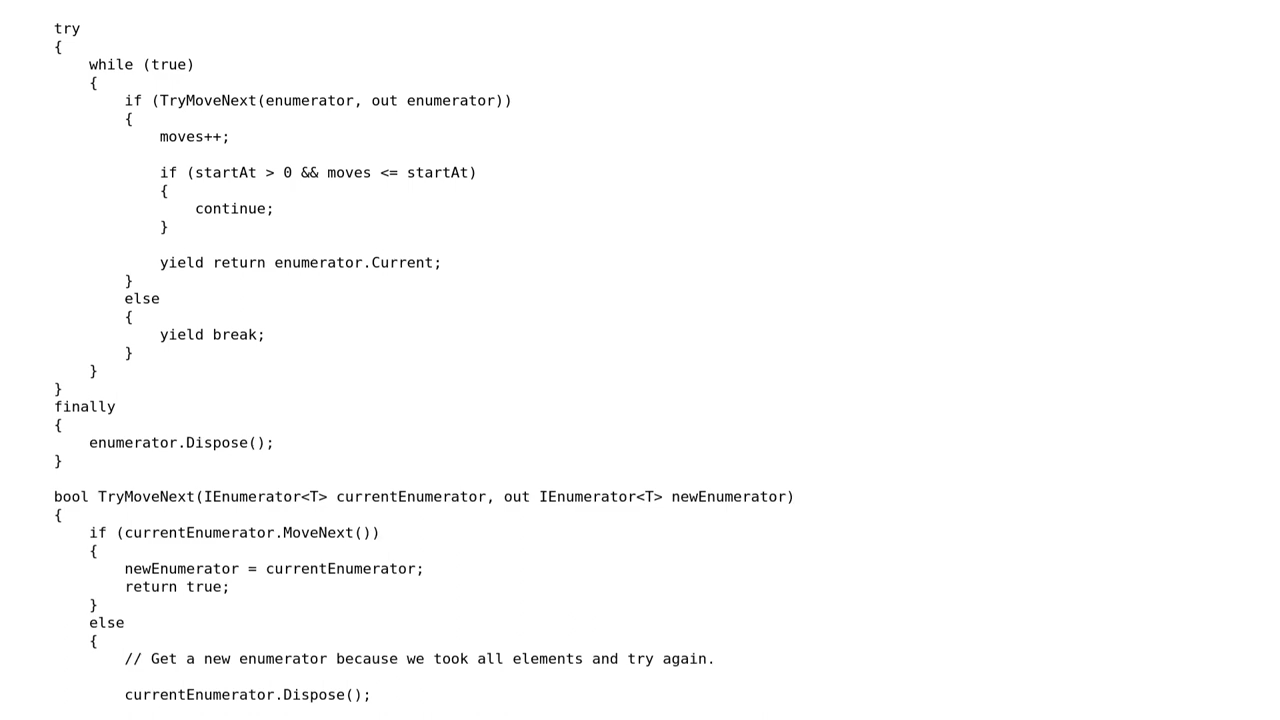 try
{
    while (true)
    {
        if (TryMoveNext(enumerator, out enumerator))
        {
            moves++;

            if (startAt > 0 && moves <= startAt)
            {
                continue;
            }

            yield return enumerator.Current;
        }
        else
        {
            yield break;
        }
    }
}
finally
{
    enumerator.Dispose();
}

bool TryMoveNext(IEnumerator<T> currentEnumerator, out IEnumerator<T> newEnumerator)
{
    if (currentEnumerator.MoveNext())
    {
        newEnumerator = currentEnumerator;
        return true;
    }
    else
    {
        // Get a new enumerator because we took all elements and try again.

        currentEnumerator.Dispose();